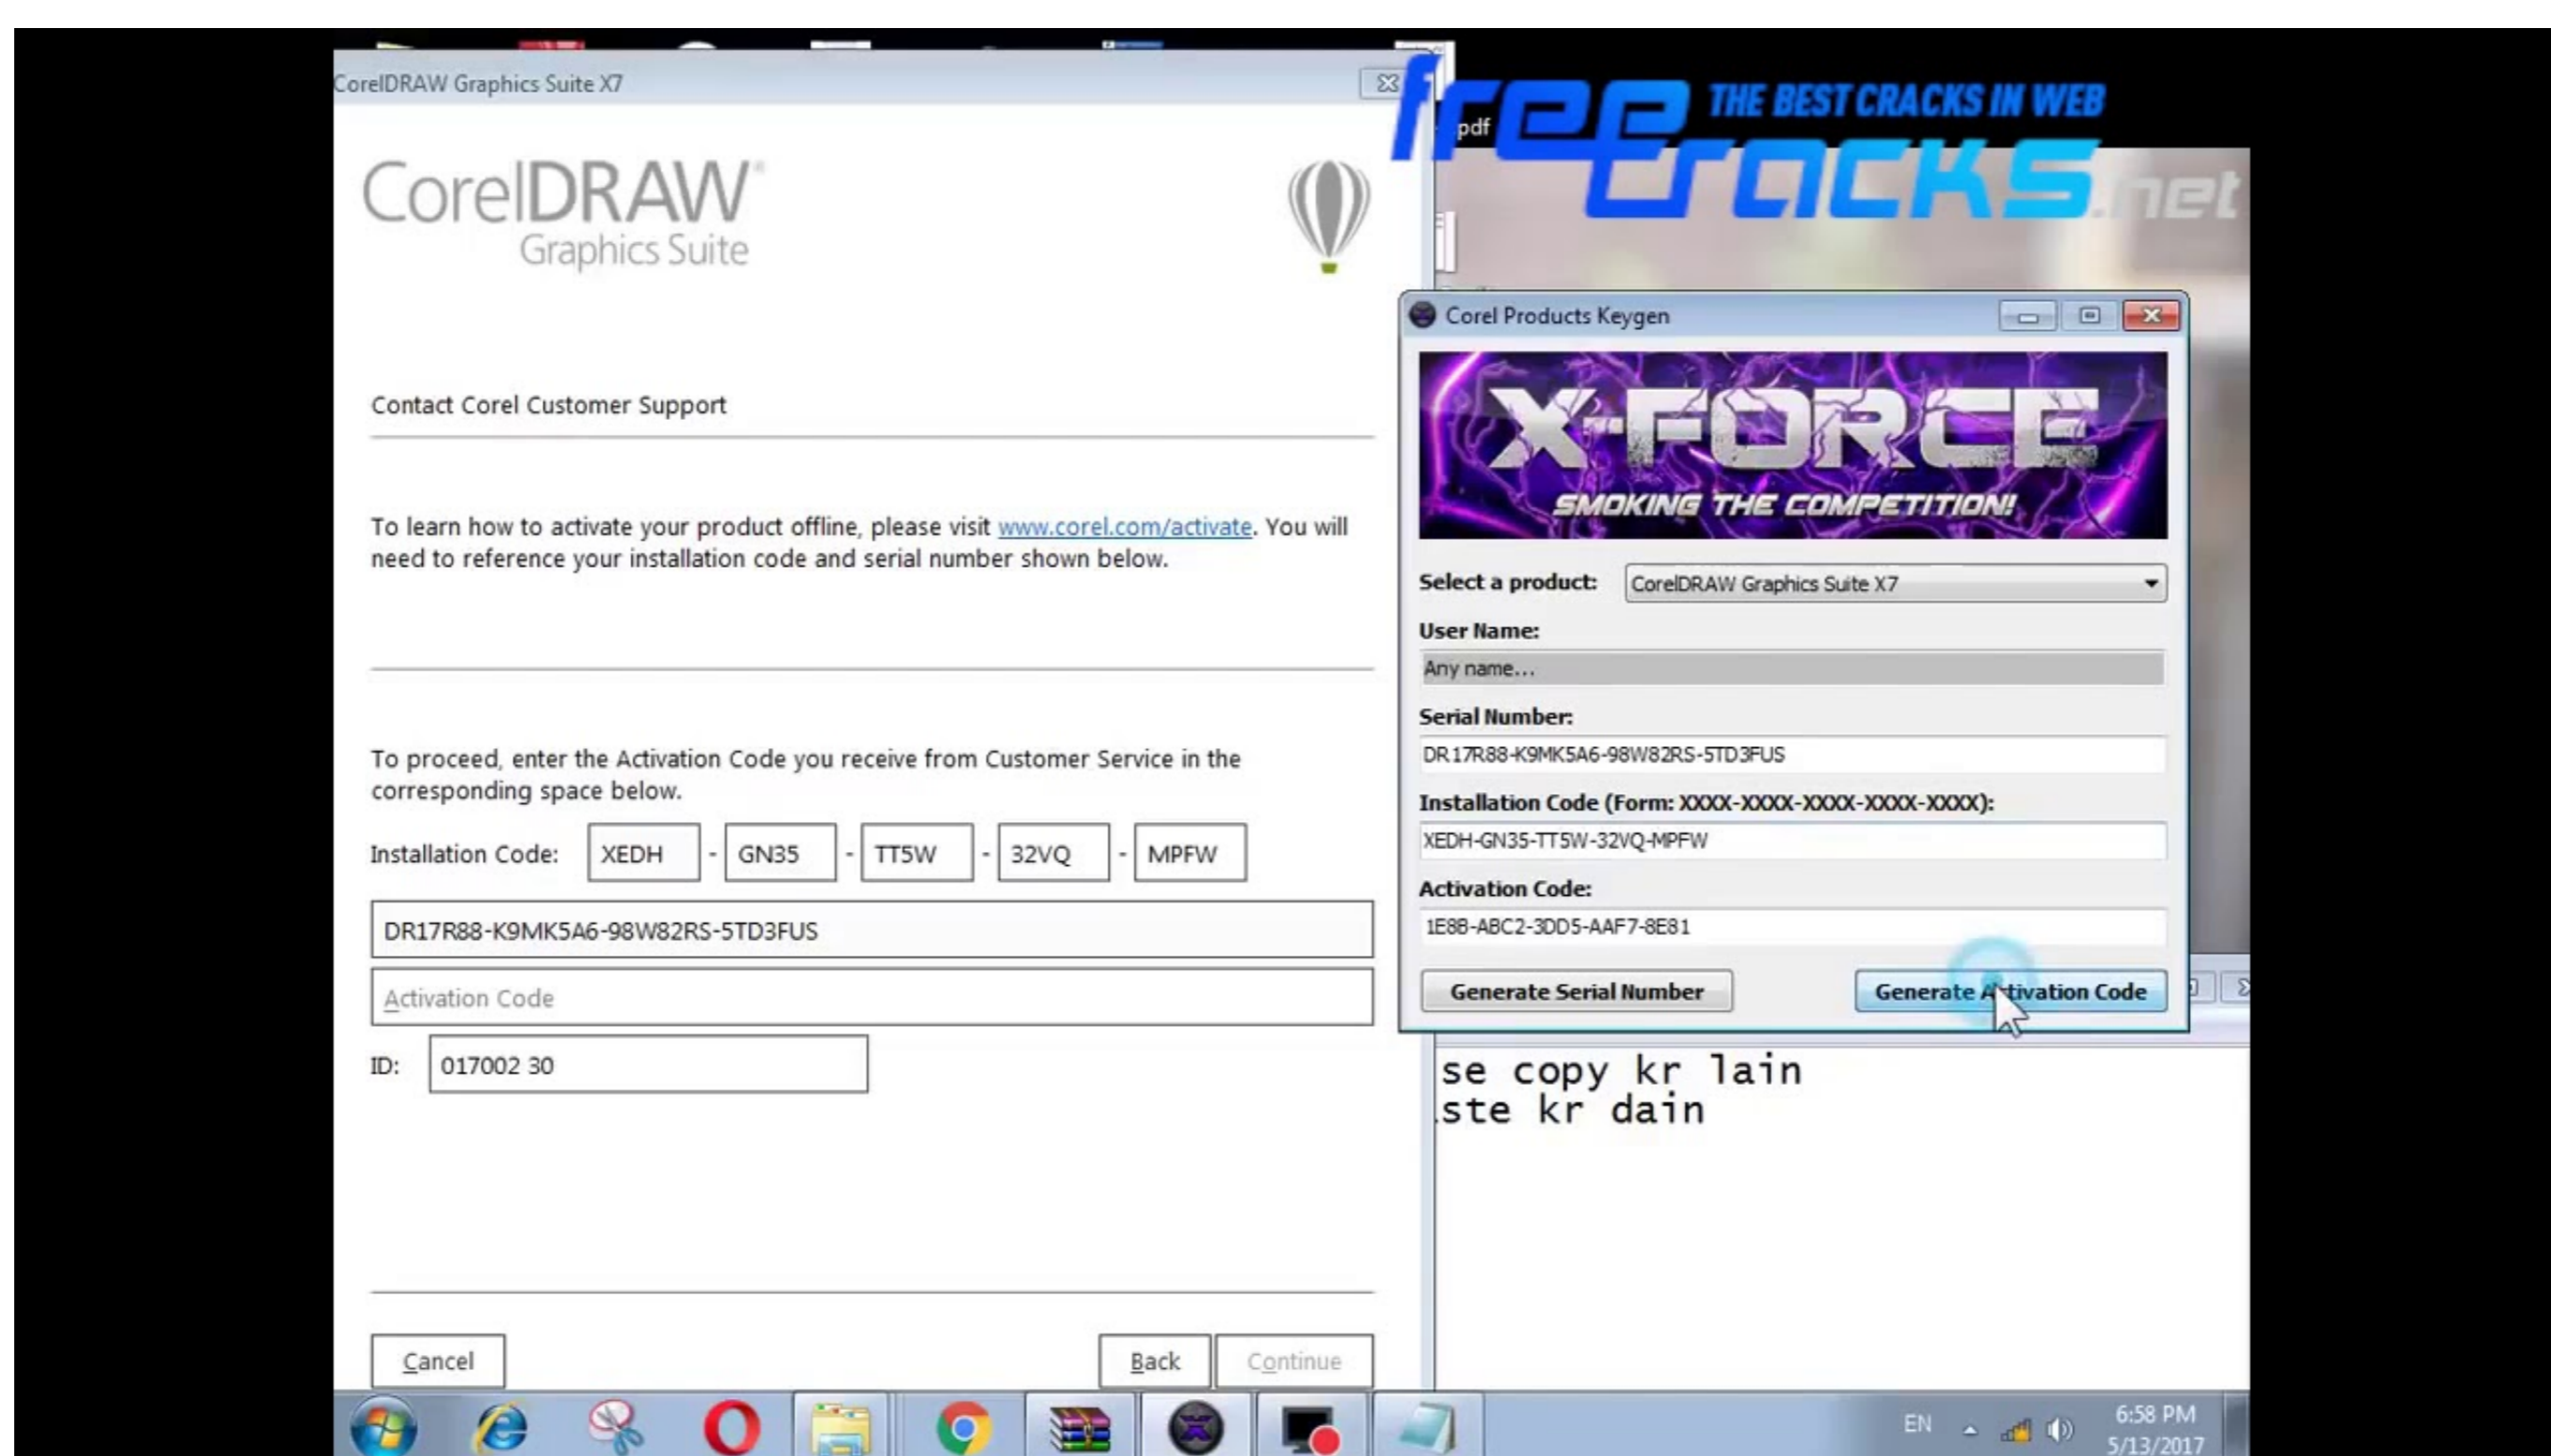 CorelDRAW Graphics Suite X7
CorelDRAW®
Graphics Suite
Contact Corel Customer Support
To learn how to activate your product offline, please visit www.corel.com/activate. You will
need to reference your installation code and serial number shown below.
To proceed, enter the Activation Code you receive from Customer Service in the
corresponding space below.
Installation Code: XEDH - GN35 - TT5W - 32VQ - MPFW
DR17R88-K9MK5A6-98W82RS-5TD3FUS
Activation Code
ID: 017002 30
Cancel
Back
Continue
.pdf
THE BEST CRACKS IN WEB
freecracks.net
Corel Products Keygen
X-FORCE
SMOKING THE COMPETITION!
Select a product: CorelDRAW Graphics Suite X7
User Name:
Any name...
Serial Number:
DR17R88-K9MK5A6-98W82RS-5TD3FUS
Installation Code (Form: XXXX-XXXX-XXXX-XXXX-XXXX):
XEDH-GN35-TT5W-32VQ-MPFW
Activation Code:
1E8B-ABC2-3DD5-AAF7-8E81
Generate Serial Number
Generate Activation Code
se copy kr lain
ste kr dain
EN
6:58 PM
5/13/2017